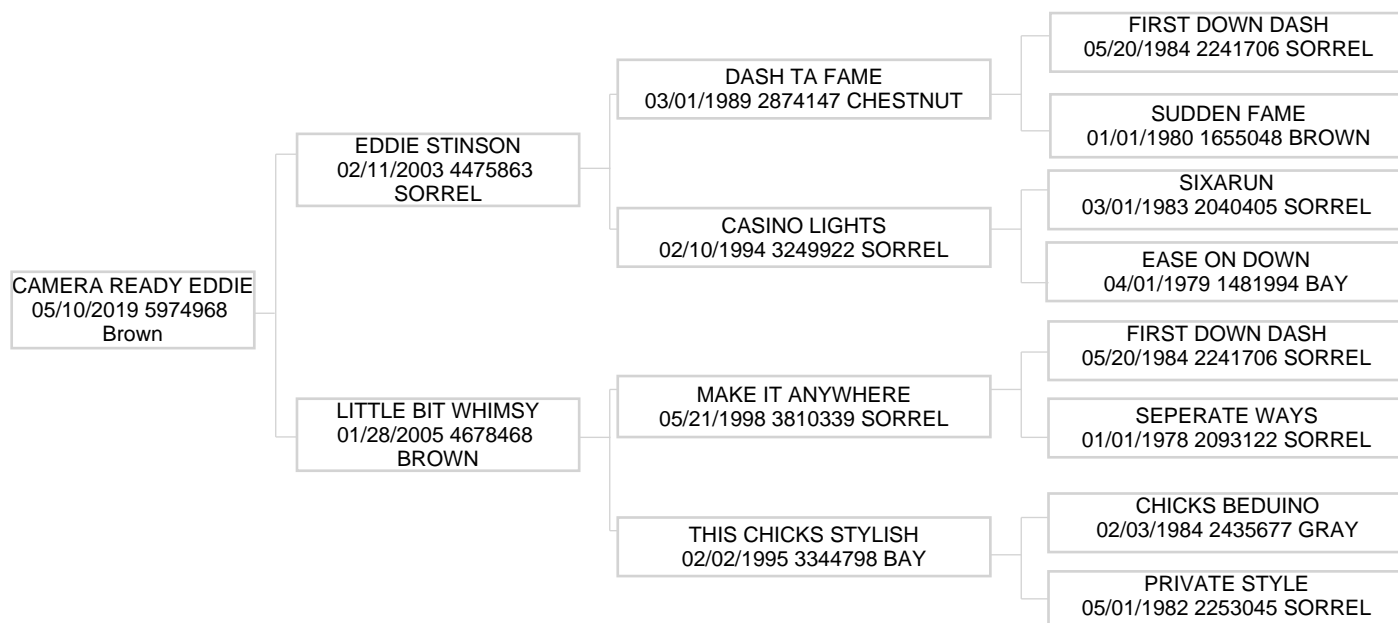 CAMERA READY EDDIE
05/10/2019 5974968
Brown
EDDIE STINSON
02/11/2003 4475863
SORREL
LITTLE BIT WHIMSY
01/28/2005 4678468
BROWN
DASH TA FAME
03/01/1989 2874147 CHESTNUT
CASINO LIGHTS
02/10/1994 3249922 SORREL
MAKE IT ANYWHERE
05/21/1998 3810339 SORREL
THIS CHICKS STYLISH
02/02/1995 3344798 BAY
FIRST DOWN DASH
05/20/1984 2241706 SORREL
SUDDEN FAME
01/01/1980 1655048 BROWN
SIXARUN
03/01/1983 2040405 SORREL
EASE ON DOWN
04/01/1979 1481994 BAY
FIRST DOWN DASH
05/20/1984 2241706 SORREL
SEPERATE WAYS
01/01/1978 2093122 SORREL
CHICKS BEDUINO
02/03/1984 2435677 GRAY
PRIVATE STYLE
05/01/1982 2253045 SORREL